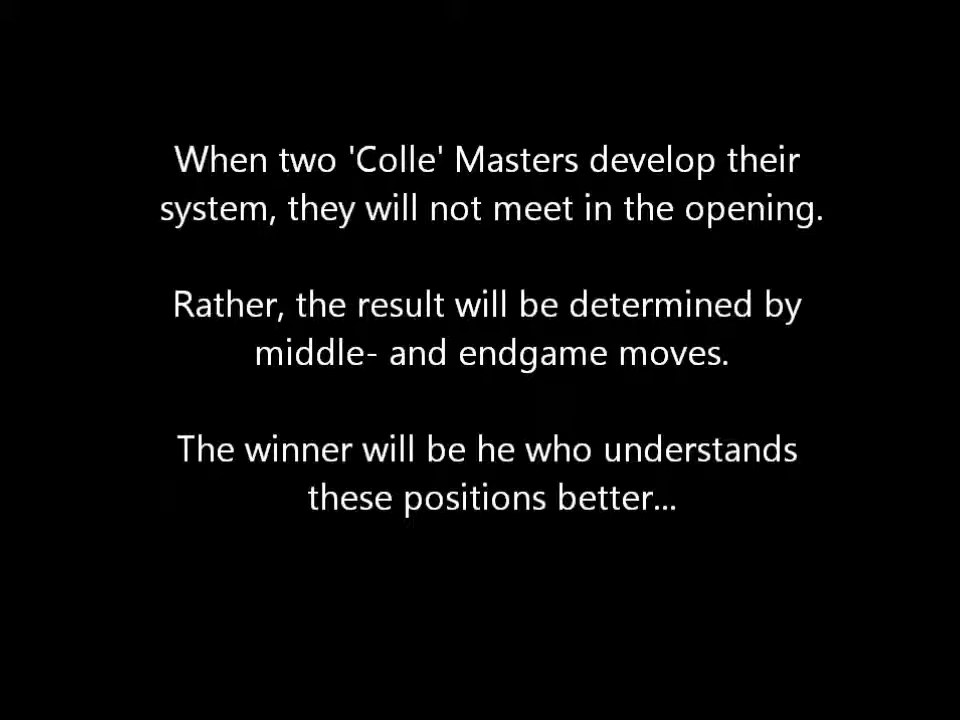 When two 'Colle' Masters develop their
system, they will not meet in the opening.
Rather, the result will be determined by
middle- and endgame moves.
The winner will be he who understands
these positions better...